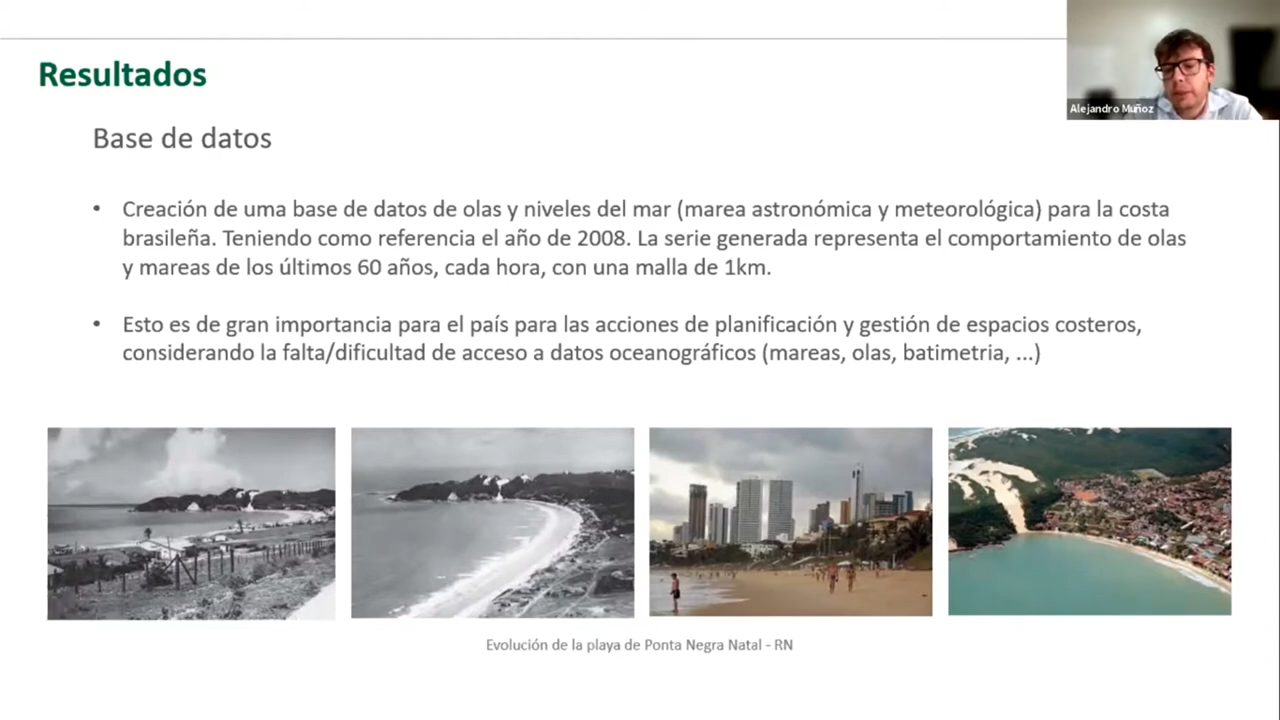 Resultados
Alejandro Muñoz
Base de datos
• Creación de uma base de datos de olas y niveles del mar (marea astronómica y meteorológica) para la costa
brasileña. Teniendo como referencia el año de 2008. La serie generada representa el comportamiento de olas
y mareas de los últimos 60 años, cada hora, con una malla de 1km.
• Esto es de gran importancia para el país para las acciones de planificación y gestión de espacios costeros,
considerando la falta/dificultad de acceso a datos oceanográficos (mareas, olas, batimetria, ...)
Evolución de la playa de Ponta Negra Natal - RN